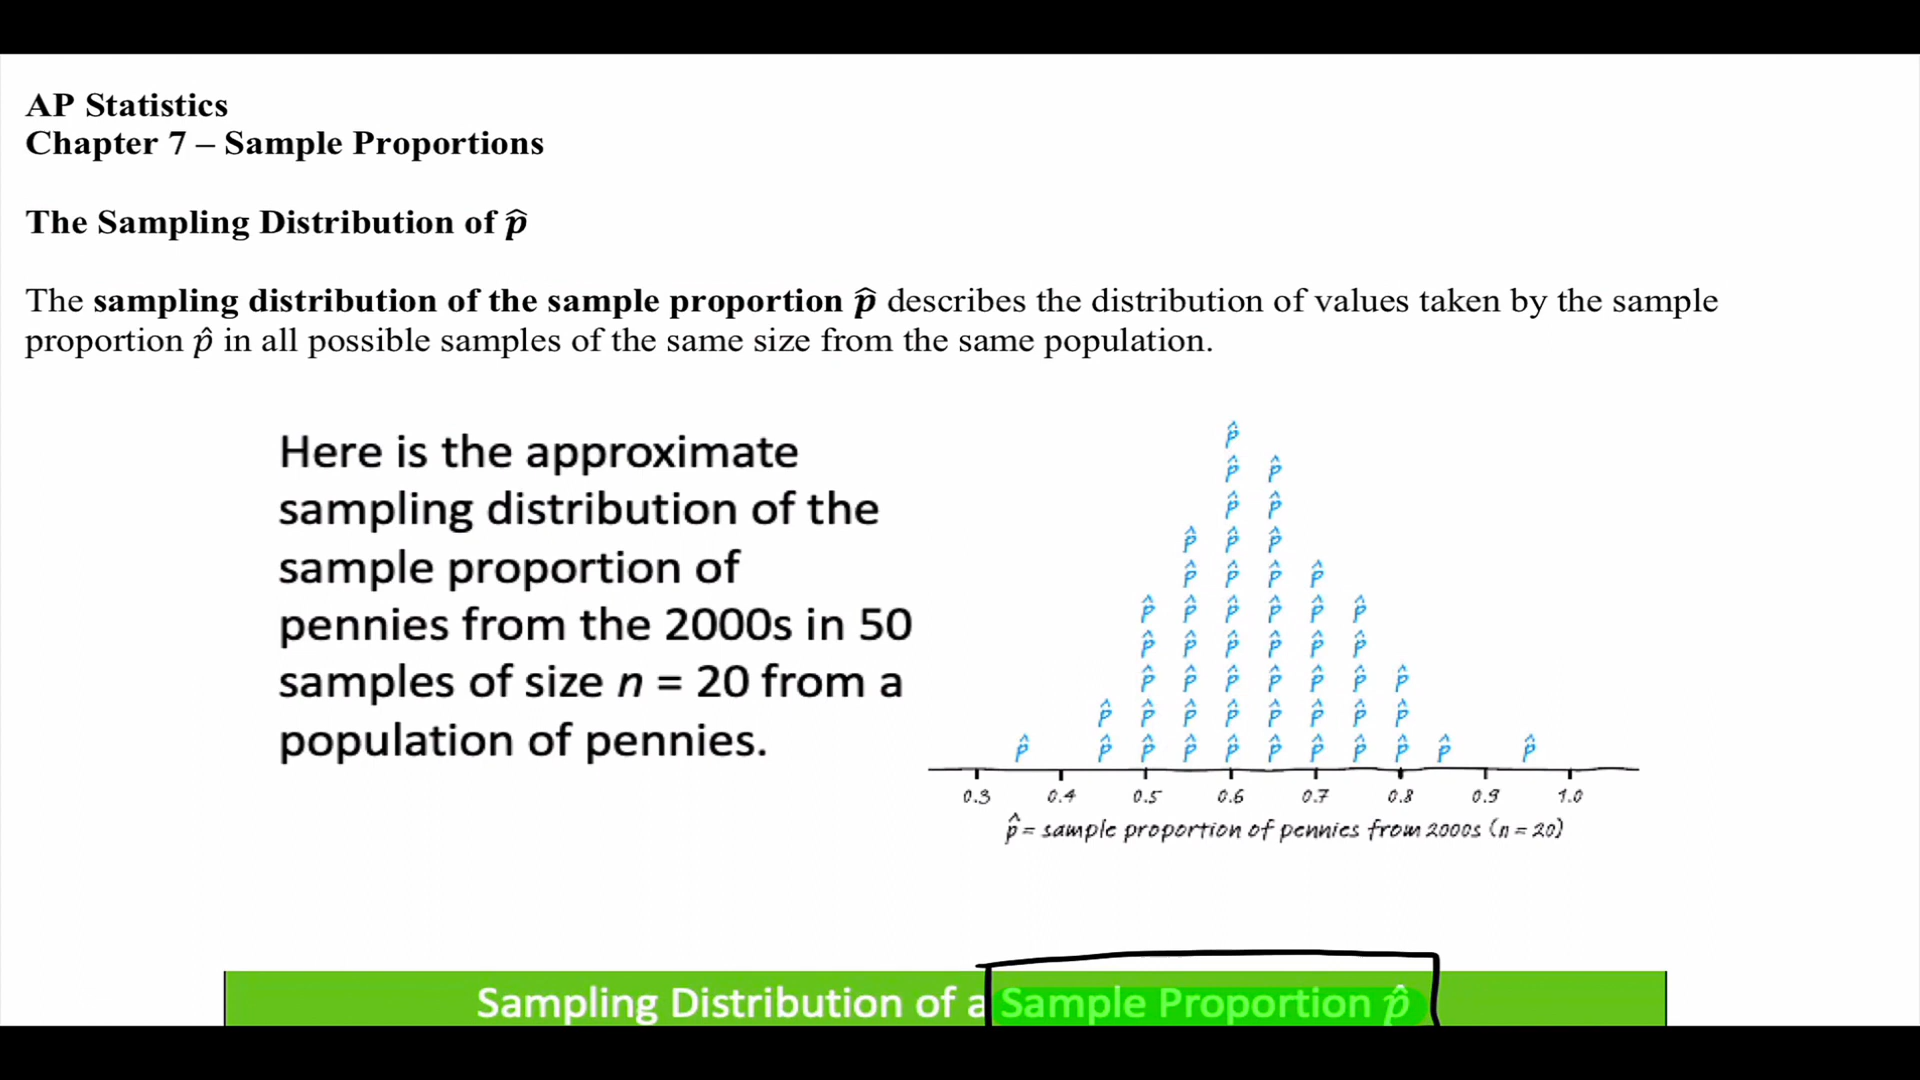 AP Statistics
Chapter 7 – Sample Proportions
The Sampling Distribution of p̂
The sampling distribution of the sample proportion p̂ describes the distribution of values taken by the sample
proportion p̂ in all possible samples of the same size from the same population.
Here is the approximate
sampling distribution of the
sample proportion of
pennies from the 2000s in 50
samples of size n = 20 from a
population of pennies.
p̂
p̂ p̂
p̂ p̂
p̂ p̂ p̂
p̂ p̂ p̂ p̂
p̂ p̂ p̂ p̂ p̂ p̂
p̂ p̂ p̂ p̂ p̂ p̂
p̂ p̂ p̂ p̂ p̂ p̂ p̂
p̂ p̂ p̂ p̂ p̂ p̂ p̂ p̂
p̂ p̂ p̂ p̂ p̂ p̂ p̂ p̂ p̂ p̂ p̂
0.3 0.4 0.5 0.6 0.7 0.8 0.9 1.0
p̂ = sample proportion of pennies from 2000s (n = 20)
Sampling Distribution of a Sample Proportion p̂